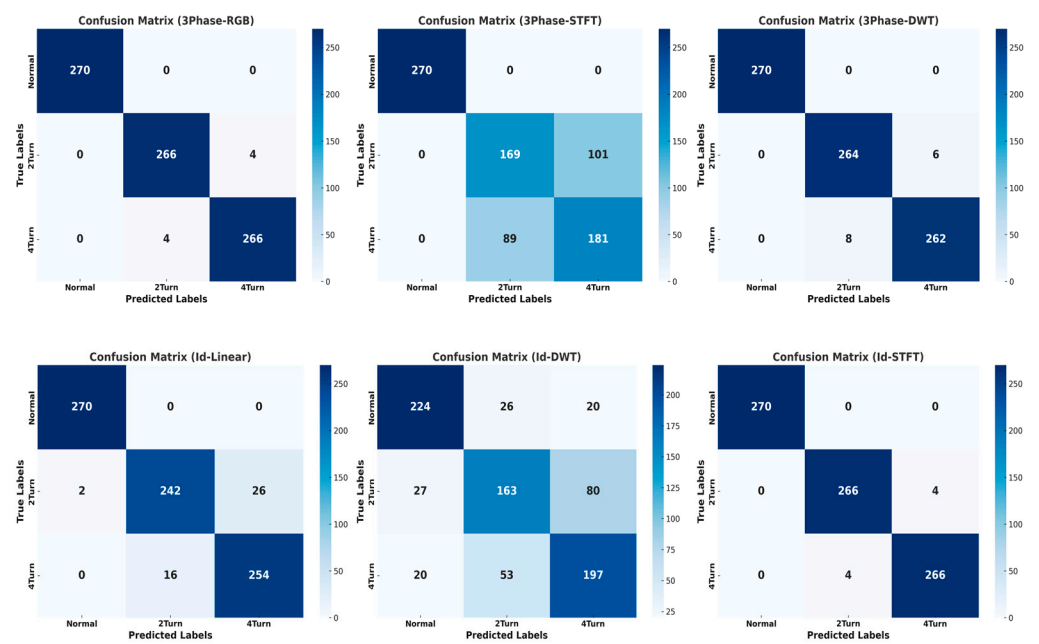 Confusion Matrix (3Phase-RGB)
Normal 270 0 0
True Labels
2Turn 0 266 4
4Turn 0 4 266
Normal 2Turn 4Turn
Predicted Labels
250
200
150
100
50
0
Confusion Matrix (3Phase-STFT)
Normal 270 0 0
True Labels
2Turn 0 169 101
4Turn 0 89 181
Normal 2Turn 4Turn
Predicted Labels
250
200
150
100
50
0
Confusion Matrix (3Phase-DWT)
Normal 270 0 0
True Labels
2Turn 0 264 6
4Turn 0 8 262
Normal 2Turn 4Turn
Predicted Labels
250
200
150
100
50
0
Confusion Matrix (Id-Linear)
Normal 270 0 0
True Labels
2Turn 2 242 26
4Turn 0 16 254
Normal 2Turn 4Turn
Predicted Labels
250
200
150
100
50
0
Confusion Matrix (Id-DWT)
Normal 224 26 20
True Labels
2Turn 27 163 80
4Turn 20 53 197
Normal 2Turn 4Turn
Predicted Labels
200
175
150
125
100
75
50
25
Confusion Matrix (Id-STFT)
Normal 270 0 0
True Labels
2Turn 0 266 4
4Turn 0 4 266
Normal 2Turn 4Turn
Predicted Labels
250
200
150
100
50
0